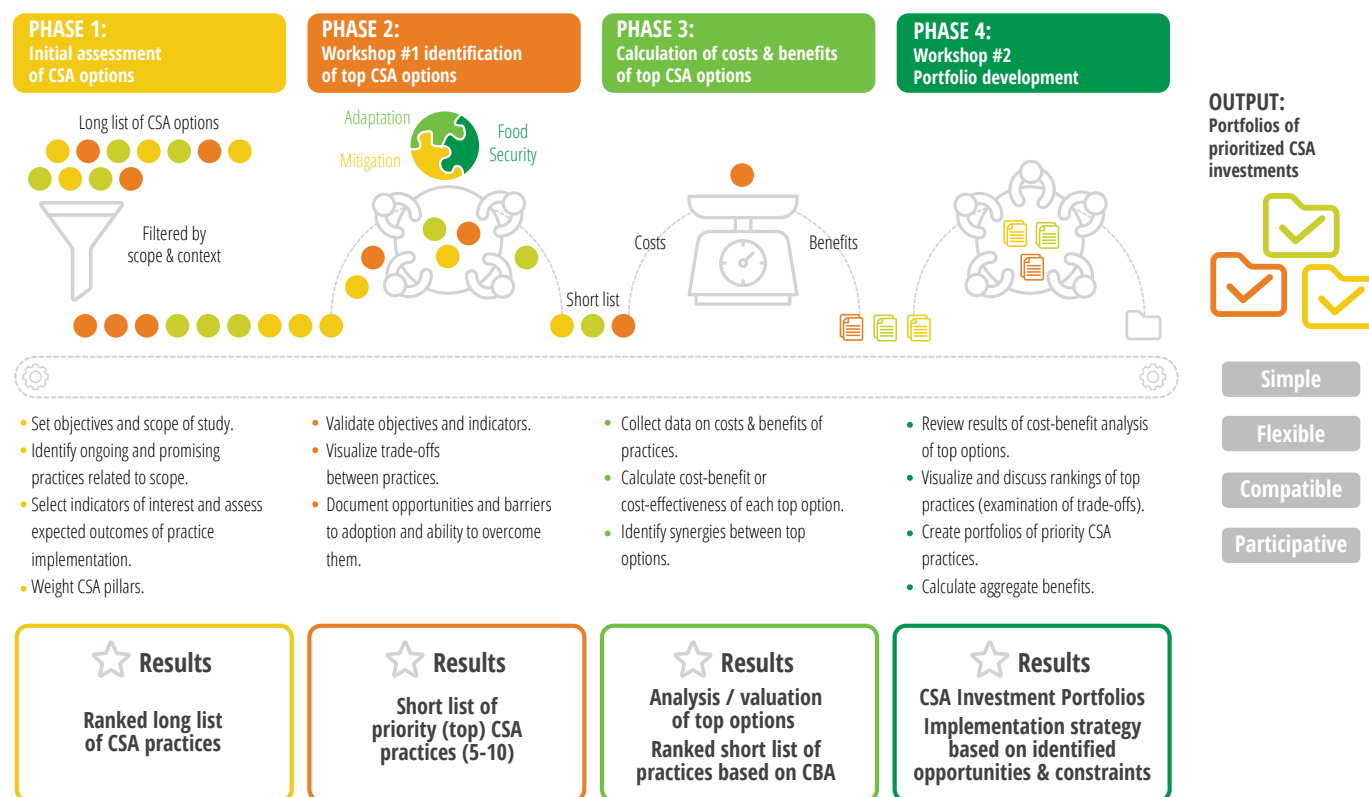 PHASE 1:
Initial assessment
of CSA options
PHASE 2:
Workshop #1 identification
of top CSA options
PHASE 3:
Calculation of costs & benefits
of top CSA options
PHASE 4:
Workshop #2
Portfolio development
OUTPUT:
Portfolios of
prioritized CSA
investments
Long list of CSA options
Filtered by
scope & context
Adaptation
Mitigation
Food
Security
Short list
Costs
Benefits
Simple
Flexible
Compatible
Participative
• Set objectives and scope of study.
• Identify ongoing and promising
practices related to scope.
• Select indicators of interest and assess
expected outcomes of practice
implementation.
• Weight CSA pillars.
• Validate objectives and indicators.
• Visualize trade-offs
between practices.
• Document opportunities and barriers
to adoption and ability to overcome
them.
• Collect data on costs & benefits of
practices.
• Calculate cost-benefit or
cost-effectiveness of each top option.
• Identify synergies between top
options.
• Review results of cost-benefit analysis
of top options.
• Visualize and discuss rankings of top
practices (examination of trade-offs).
• Create portfolios of priority CSA
practices.
• Calculate aggregate benefits.
Results
Ranked long list
of CSA practices
Results
Short list of
priority (top) CSA
practices (5-10)
Results
Analysis / valuation
of top options
Ranked short list of
practices based on CBA
Results
CSA Investment Portfolios
Implementation strategy
based on identified
opportunities & constraints